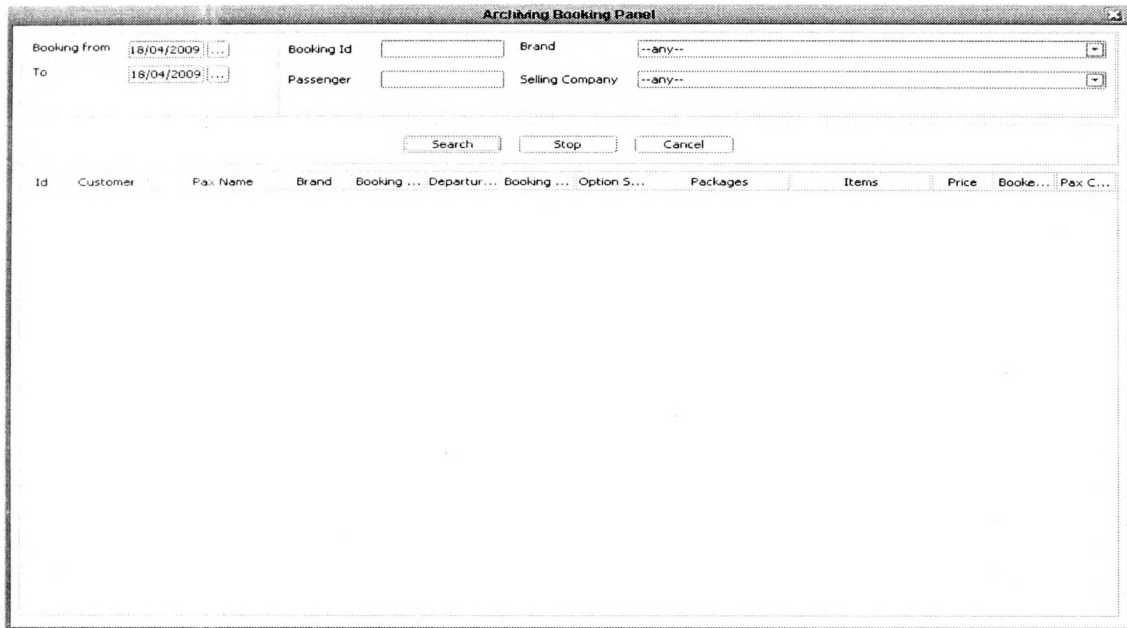 Archiving Booking Panel
Booking from 18/04/2009 ... Booking Id Brand --any--
To 18/04/2009 ... Passenger Selling Company --any--
Search Stop Cancel
Id Customer Pax Name Brand Booking ... Departur... Booking ... Option S... Packages Items Price Booke... Pax C...